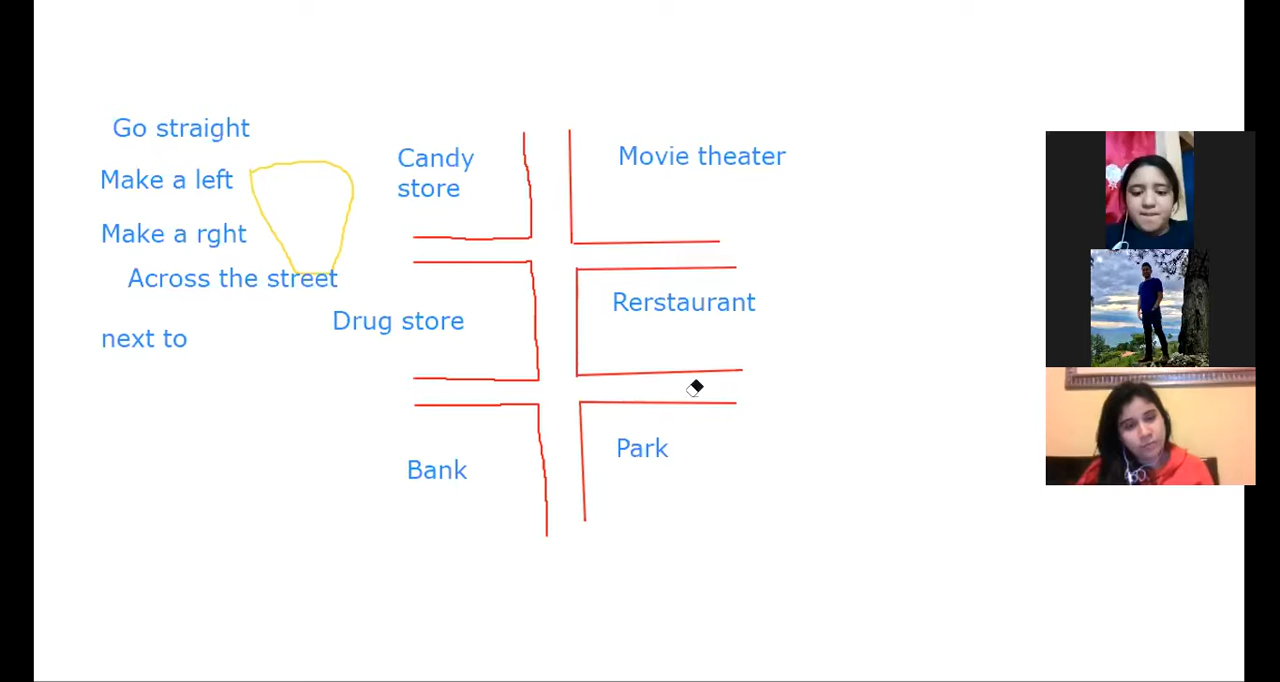 Go straight
Make a left
Make a rght
Across the street
next to
Candy
store
Movie theater
Drug store
Rerstaurant
Bank
Park